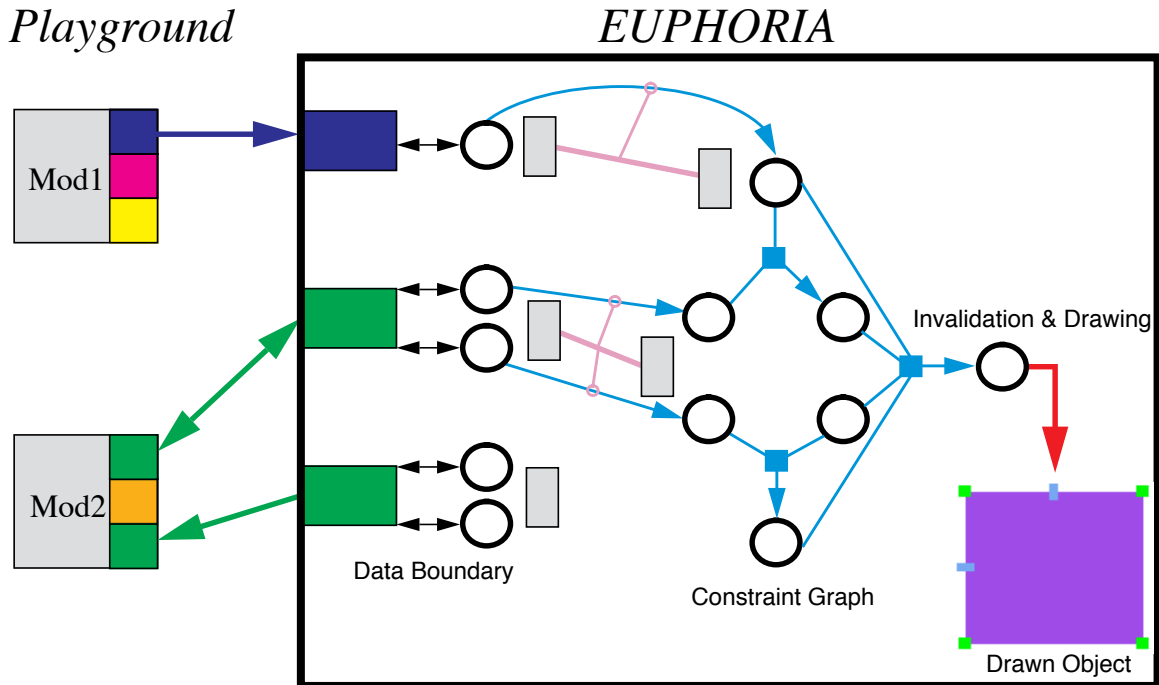 Playground
EUPHORIA
Mod1
Invalidation & Drawing
Mod2
Data Boundary
Constraint Graph
Drawn Object